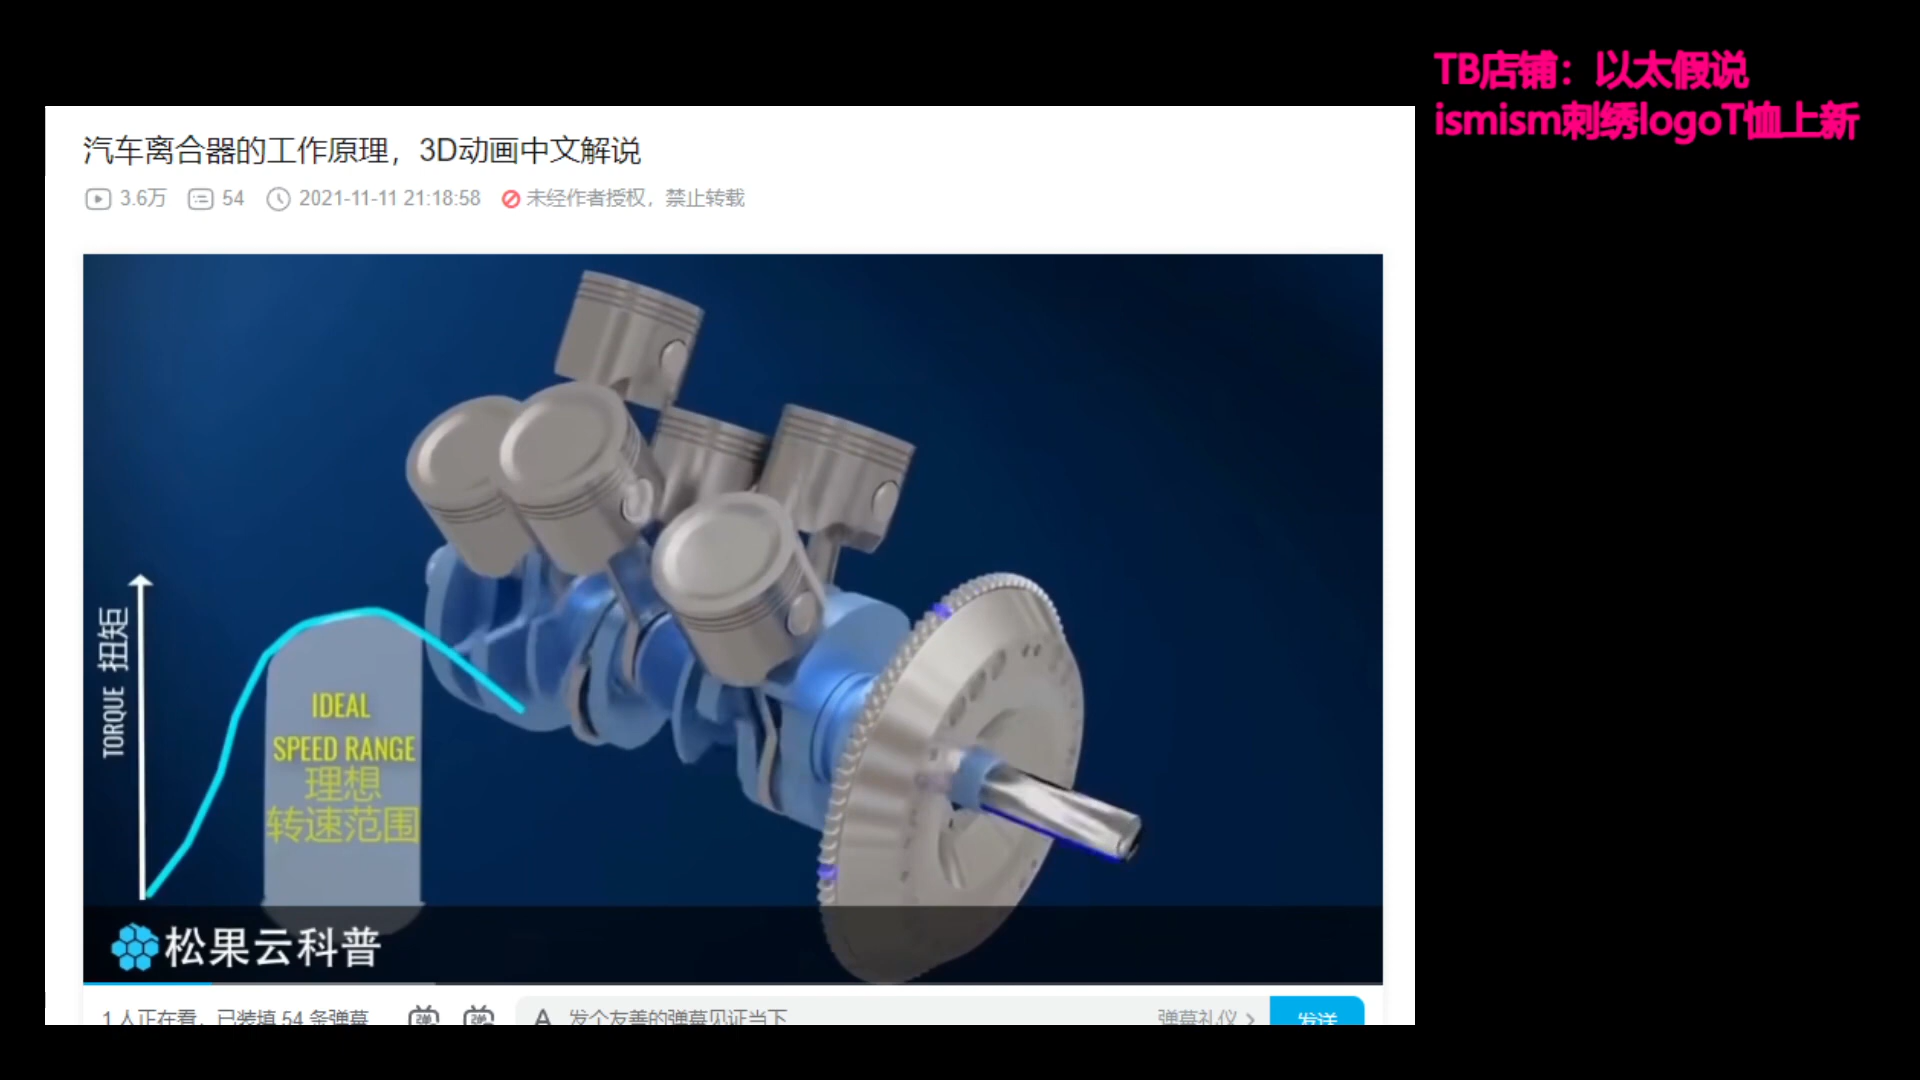 TB店铺：以太假说
ismism刺绣logoT恤上新
汽车离合器的工作原理，3D动画中文解说
3.6万 54 2021-11-11 21:18:58 未经作者授权，禁止转载
TORQUE 扭矩
IDEAL
SPEED RANGE
理想
转速范围
松果云科普
1 人正在看，已装填 54 条弹幕 弹 弹 A 发个友善的弹幕见证当下 弹幕礼仪 > 发送